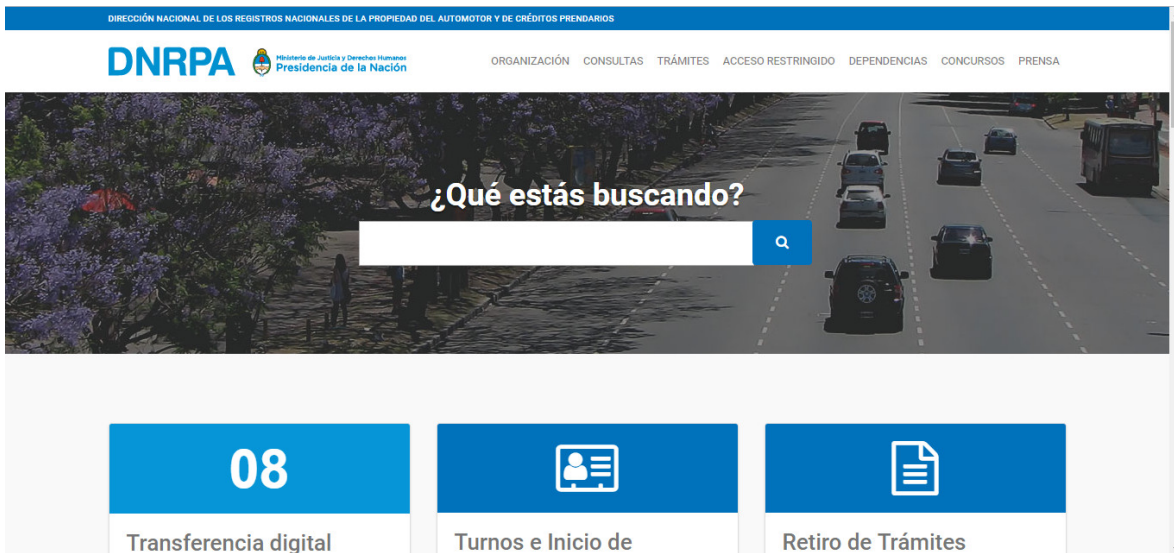 DIRECCIÓN NACIONAL DE LOS REGISTROS NACIONALES DE LA PROPIEDAD DEL AUTOMOTOR Y DE CRÉDITOS PRENDARIOS
DNRPA
Ministerio de Justicia y Derechos Humanos
Presidencia de la Nación
ORGANIZACIÓN CONSULTAS TRÁMITES ACCESO RESTRINGIDO DEPENDENCIAS CONCURSOS PRENSA
¿Qué estás buscando?
08
Transferencia digital
Turnos e Inicio de
Retiro de Trámites